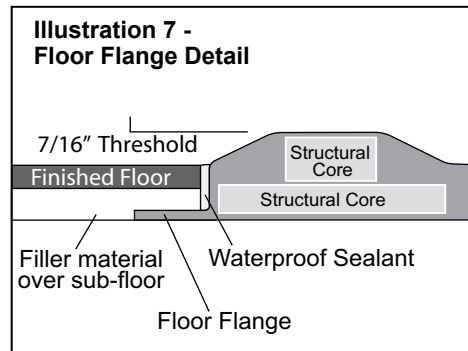 Illustration 7 -
Floor Flange Detail
7/16” Threshold
Structural
Core
Finished Floor
Structural Core
Filler material
over sub-floor
Waterproof Sealant
Floor Flange